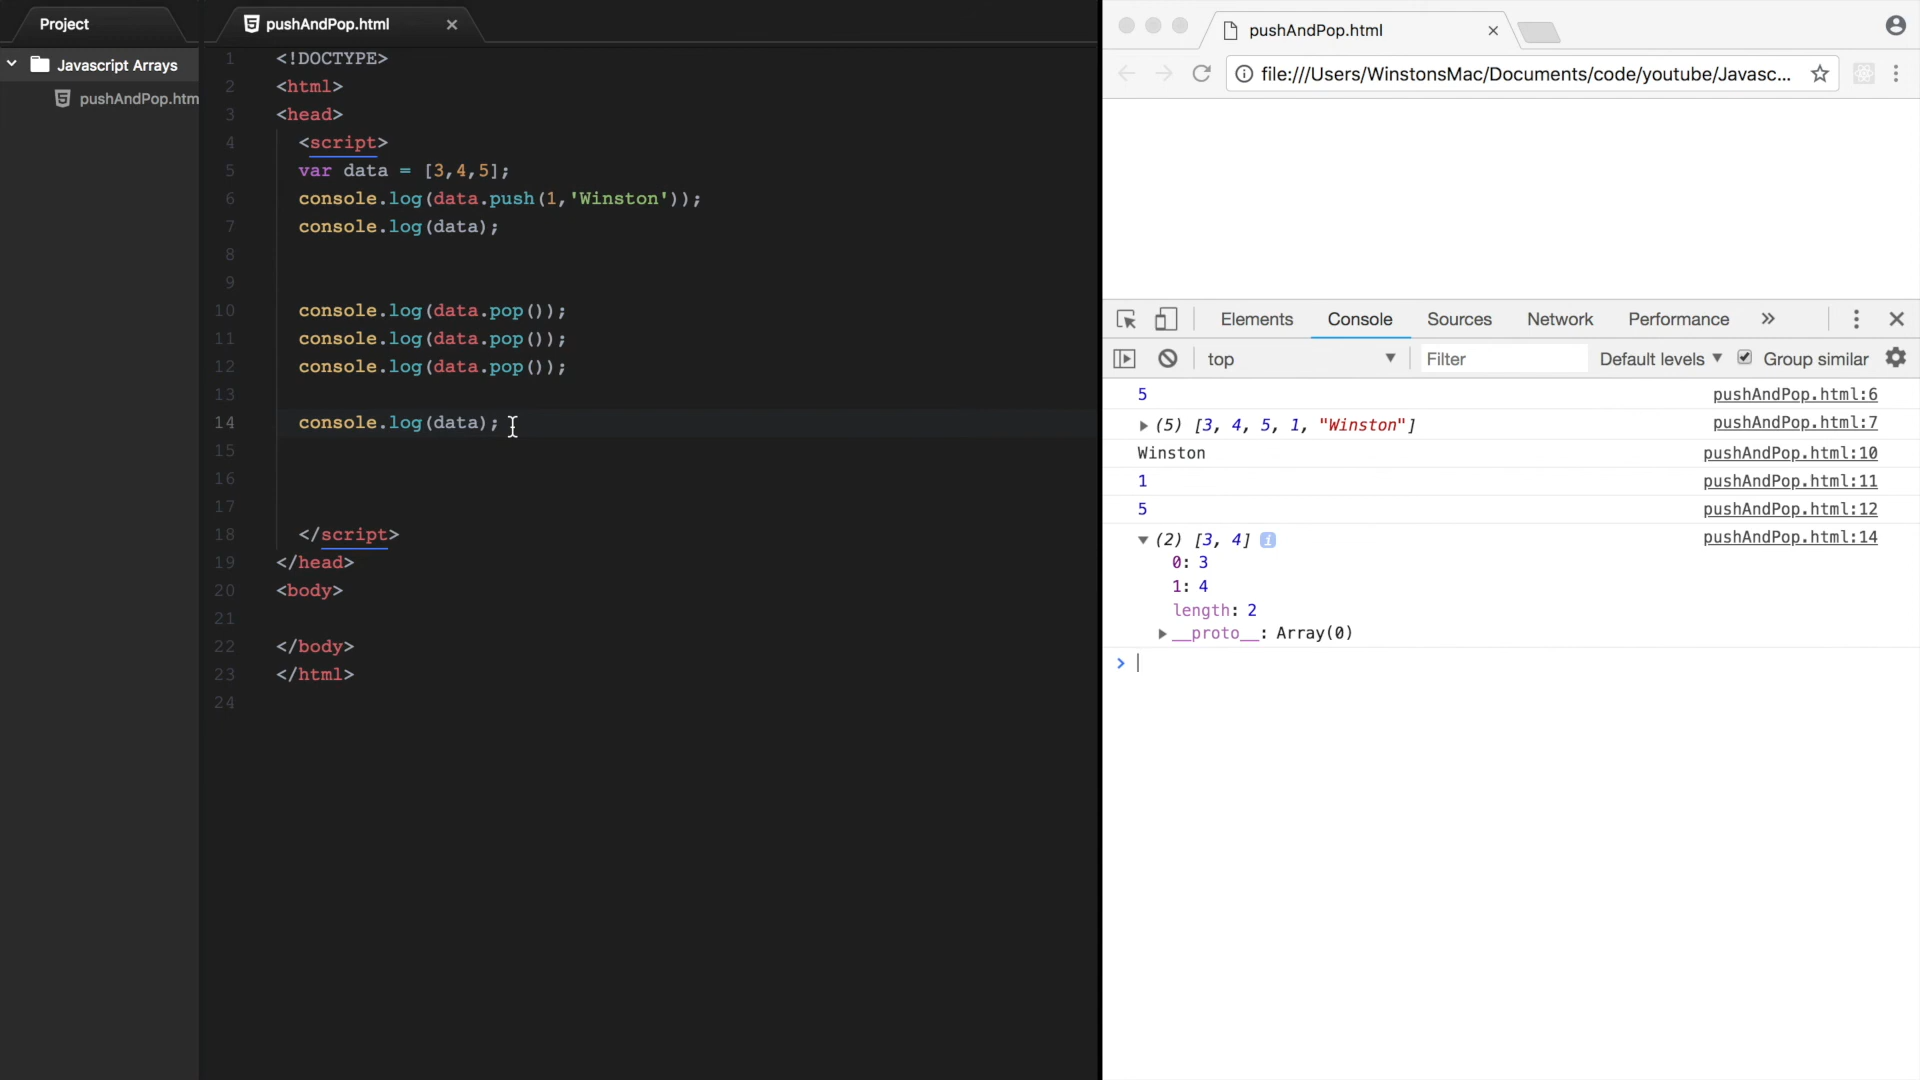 Project
Javascript Arrays
pushAndPop.htm
pushAndPop.html
1 <!DOCTYPE>
2 <html>
3 <head>
4 <script>
5 var data = [3,4,5];
6 console.log(data.push(1,'Winston'));
7 console.log(data);
8
9
10 console.log(data.pop());
11 console.log(data.pop());
12 console.log(data.pop());
13
14 console.log(data);
15
16
17
18 </script>
19 </head>
20 <body>
21
22 </body>
23 </html>
24
pushAndPop.html
file:///Users/WinstonsMac/Documents/code/youtube/Javasc...
Elements Console Sources Network Performance »
top Filter Default levels Group similar
5 pushAndPop.html:6
(5) [3, 4, 5, 1, "Winston"] pushAndPop.html:7
Winston pushAndPop.html:10
1 pushAndPop.html:11
5 pushAndPop.html:12
(2) [3, 4] i pushAndPop.html:14
0: 3
1: 4
length: 2
__proto__: Array(0)
>